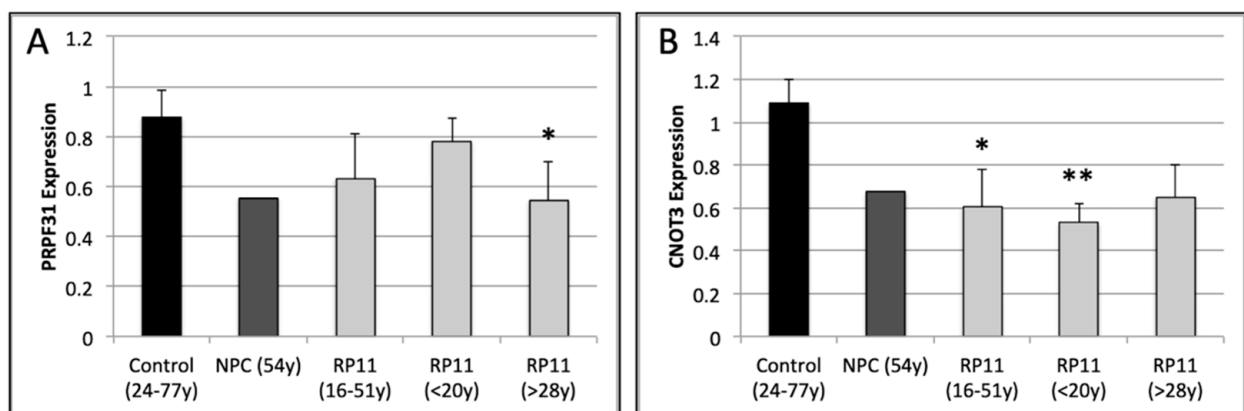 A
PRPF31 Expression
1.2
1
0.8
0.6
0.4
0.2
0
*
Control
(24-77y)
NPC (54y)
RP11
(16-51y)
RP11
(<20y)
RP11
(>28y)
B
CNOT3 Expression
1.4
1.2
1
0.8
0.6
0.4
0.2
0
*
**
Control
(24-77y)
NPC (54y)
RP11
(16-51y)
RP11
(<20y)
RP11
(>28y)